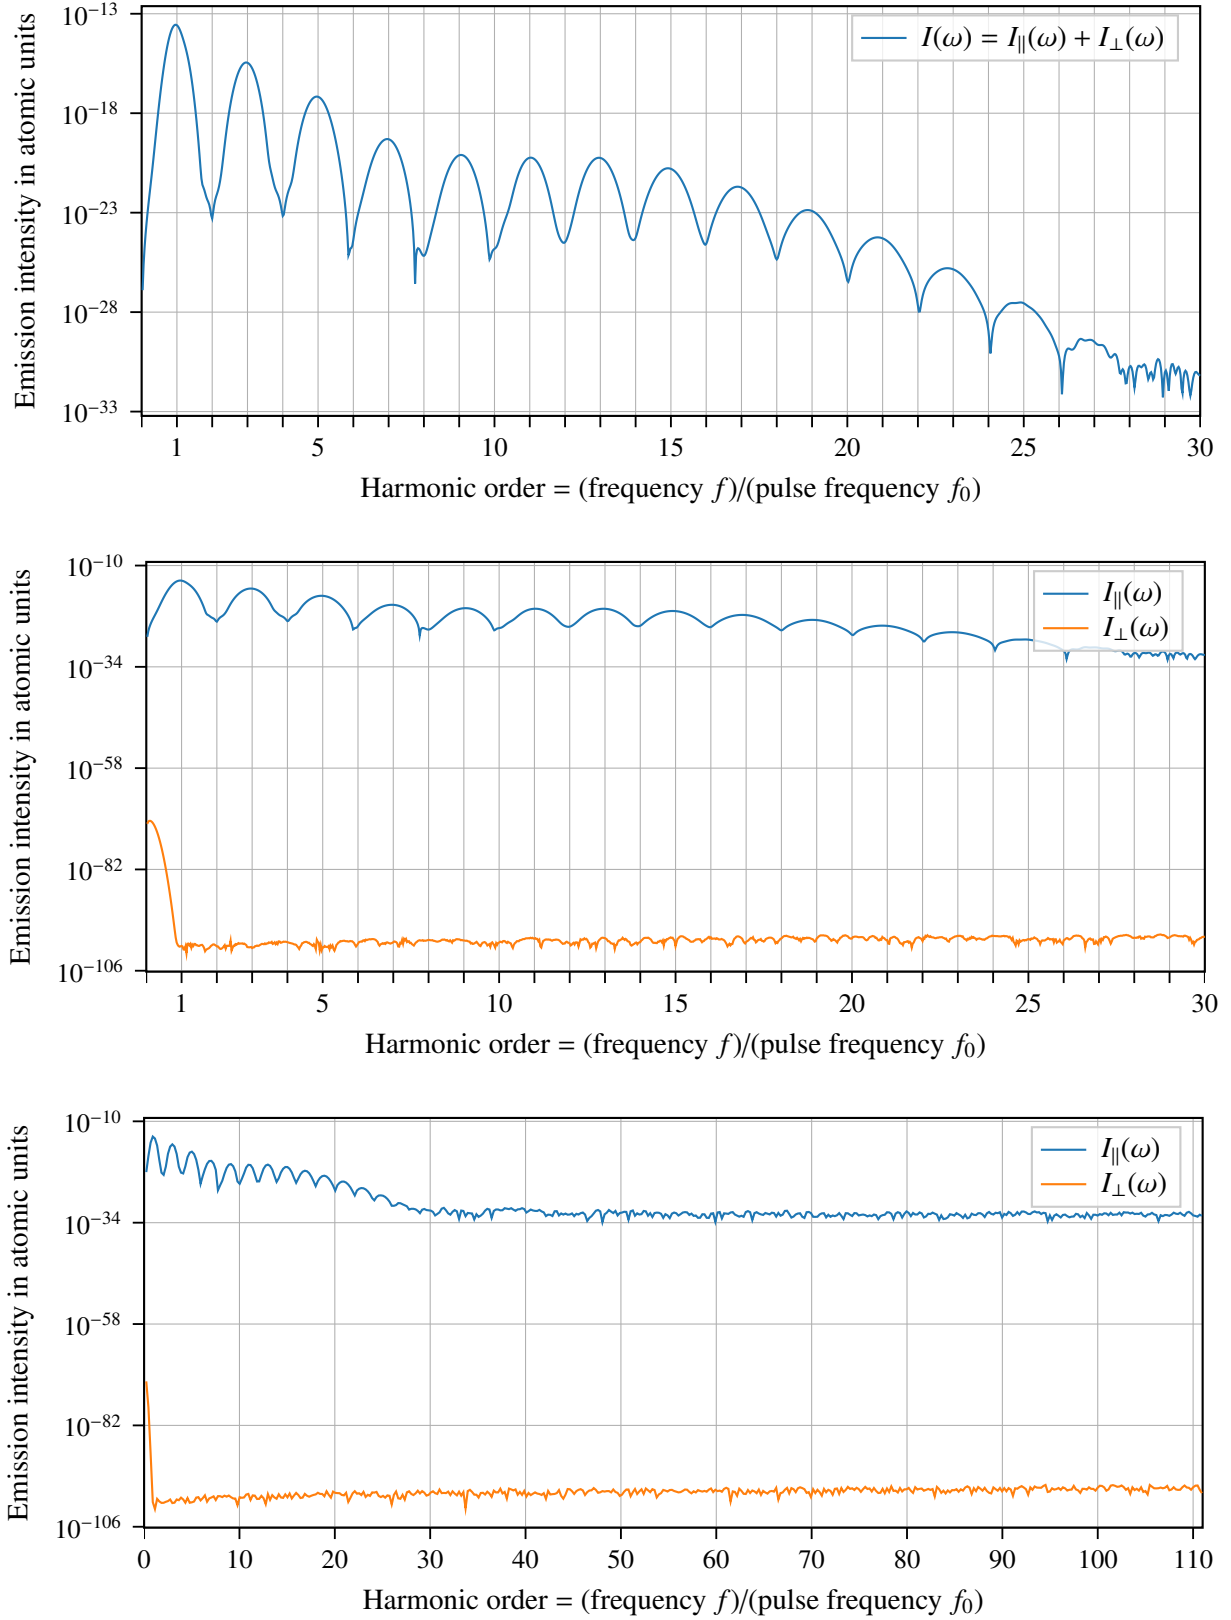 Emission intensity in atomic units
10⁻¹³
10⁻¹⁸
10⁻²³
10⁻²⁸
10⁻³³
I(ω) = I∥(ω) + I⊥(ω)
1 5 10 15 20 25 30
Harmonic order = (frequency f)/(pulse frequency f₀)
Emission intensity in atomic units
10⁻¹⁰
10⁻³⁴
10⁻⁵⁸
10⁻⁸²
10⁻¹⁰⁶
I∥(ω)
I⊥(ω)
1 5 10 15 20 25 30
Harmonic order = (frequency f)/(pulse frequency f₀)
Emission intensity in atomic units
10⁻¹⁰
10⁻³⁴
10⁻⁵⁸
10⁻⁸²
10⁻¹⁰⁶
I∥(ω)
I⊥(ω)
0 10 20 30 40 50 60 70 80 90 100 110
Harmonic order = (frequency f)/(pulse frequency f₀)